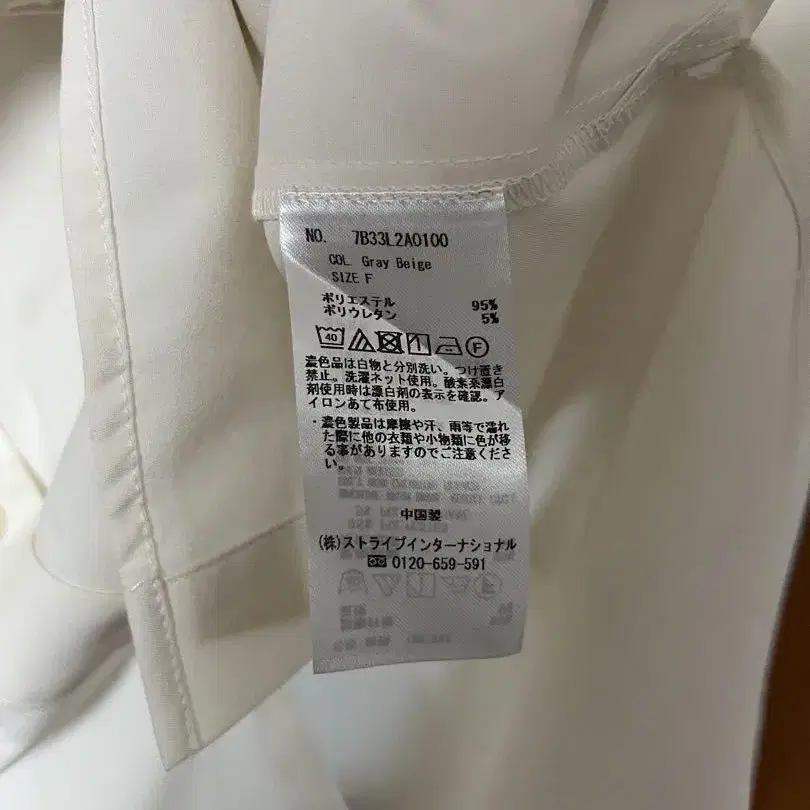 NO. 7B33L2A0100
COL. Gray Beige
SIZE F
ポリエステル 95%
ポリウレタン 5%
40 F
濃色品は白物と分別洗い。つけ置き
禁止。洗濯ネット使用。酸素系漂白
剤使用時は漂白剤の表示を確認。ア
イロンあて布使用。
・濃色製品は摩擦や汗、雨等で濡れ
た際に他の衣類や小物類に色が移
る事がありますのでご注意くださ
い。
中国製
(株)ストライプインターナショナル
0120-659-591